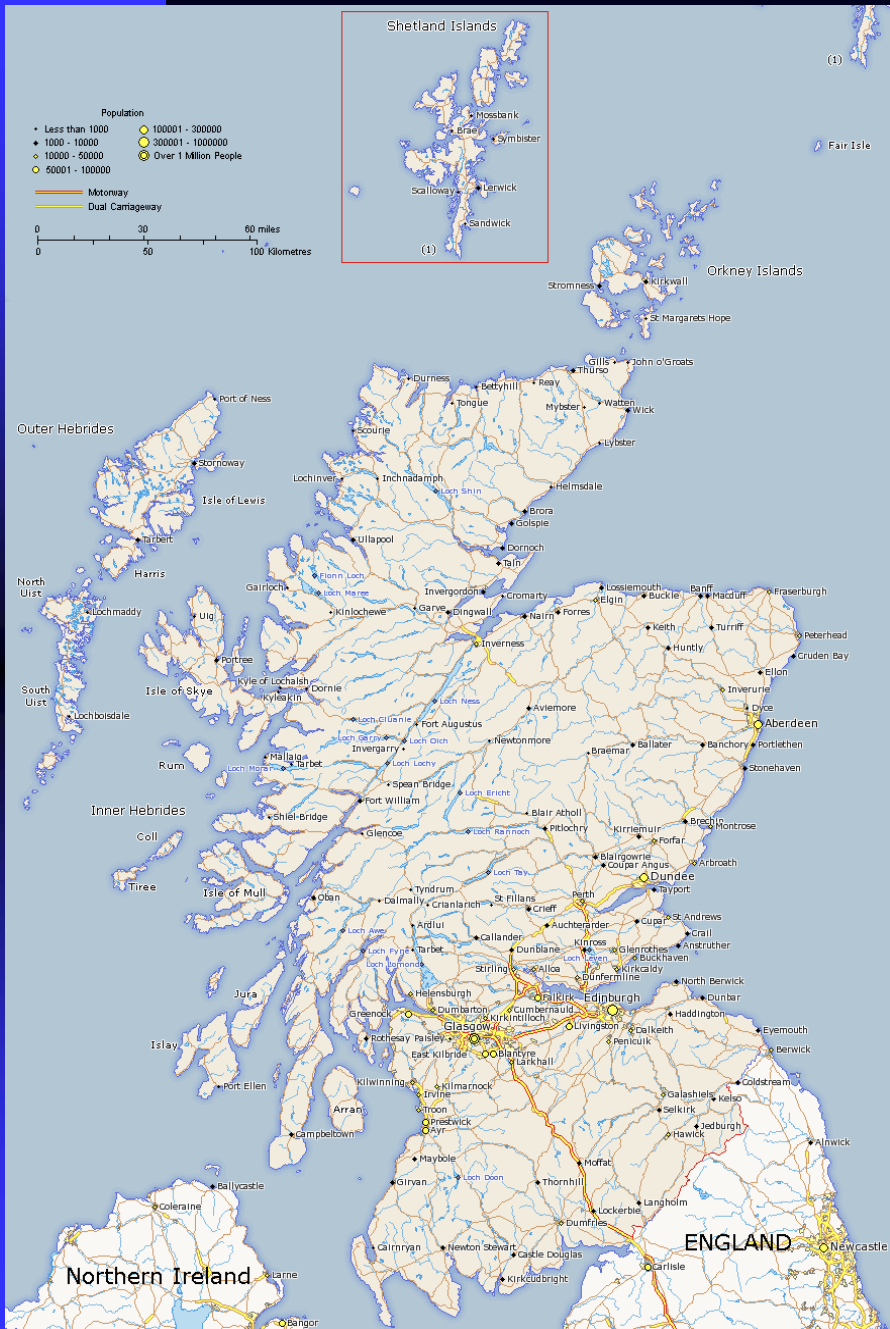 Shetland Islands
(1)
Mossbank
Brae
Symbister
Fair Isle
Scalloway
Lerwick
Sandwick
(1)
Population
Less than 1000
100001 - 300000
1000 - 10000
300001 - 1000000
10000 - 50000
Over 1 Million People
50001 - 100000
Motorway
Dual Carriageway
0 30 60 miles
0 50 100 Kilometres
Orkney Islands
Stromness
Kirkwall
St Margarets Hope
Gills
John o'Groats
Thurso
Durness
Bettyhill
Reay
Port of Ness
Tongue
Mybster
Watten
Wick
Outer Hebrides
Scourie
Lybster
Stornoway
Lochinver
Inchnadamph
Loch Shin
Helmsdale
Isle of Lewis
Brora
Golspie
Tarbert
Ullapool
Dornoch
Tain
Harris
North
Uist
Fionn Loch
Gairloch
Loch Maree
Invergordon
Cromarty
Lossiemouth
Elgin
Buckle
Banff
Macduff
Fraserburgh
Lochmaddy
Uig
Kinlochewe
Garve
Dingwall
Nairn
Forres
Keith
Turriff
Peterhead
Inverness
Huntly
Cruden Bay
Portree
Ellon
Kyle of Lochalsh
Dornie
Isle of Skye
Kyleakin
South
Uist
Loch Ness
Inverurie
Lochboisdale
Loch Cluanie
Fort Augustus
Aviemore
Dyce
Aberdeen
Loch Garry
Loch Oich
Invergarry
Newtonmore
Braemar
Ballater
Banchory
Portlethen
Rum
Mallaig
Tarbet
Loch Morar
Loch Lochy
Stonehaven
Spean Bridge
Loch Ericht
Inner Hebrides
Fort William
Shiel-Bridge
Blair Atholl
Brechin
Coll
Glencoe
Loch Rannoch
Pitlochry
Kirriemuir
Montrose
Forfar
Tiree
Isle of Mull
Blairgowrie
Coupar Angus
Arbroath
Loch Tay
Dundee
Oban
Tyndrum
Dalmally
Crianlarich
St Fillans
Crieff
Perth
Tayport
Loch Awe
Ardlui
Auchterarder
Cupar
St Andrews
Callander
Crail
Loch Fyne
Tarbet
Dunblane
Kinross
Glenrothes
Anstruther
Loch Lomond
Loch Leven
Buckhaven
Stirling
Alloa
Kirkcaldy
Dunfermline
North Berwick
Jura
Helensburgh
Falkirk
Edinburgh
Dunbar
Greenock
Dumbarton
Cumbernauld
Haddington
Kirkintilloch
Glasgow
Livingston
Dalkeith
Eyemouth
Islay
Rothesay
Paisley
Penicuik
East Kilbride
Blantyre
Berwick
Larkhall
Port Ellen
Kilwinning
Kilmarnock
Coldstream
Irvine
Galashiels
Kelso
Arran
Troon
Selkirk
Prestwick
Jedburgh
Ayr
Hawick
Campbeltown
Alnwick
Maybole
Moffat
Girvan
Loch Doon
Thornhill
Ballycastle
Langholm
Coleraine
Lockerbie
Dumfries
Cairnryan
Newton Stewart
Castle Douglas
ENGLAND
Newcastle
Northern Ireland
Larne
Kirkcudbright
Carlisle
Bangor